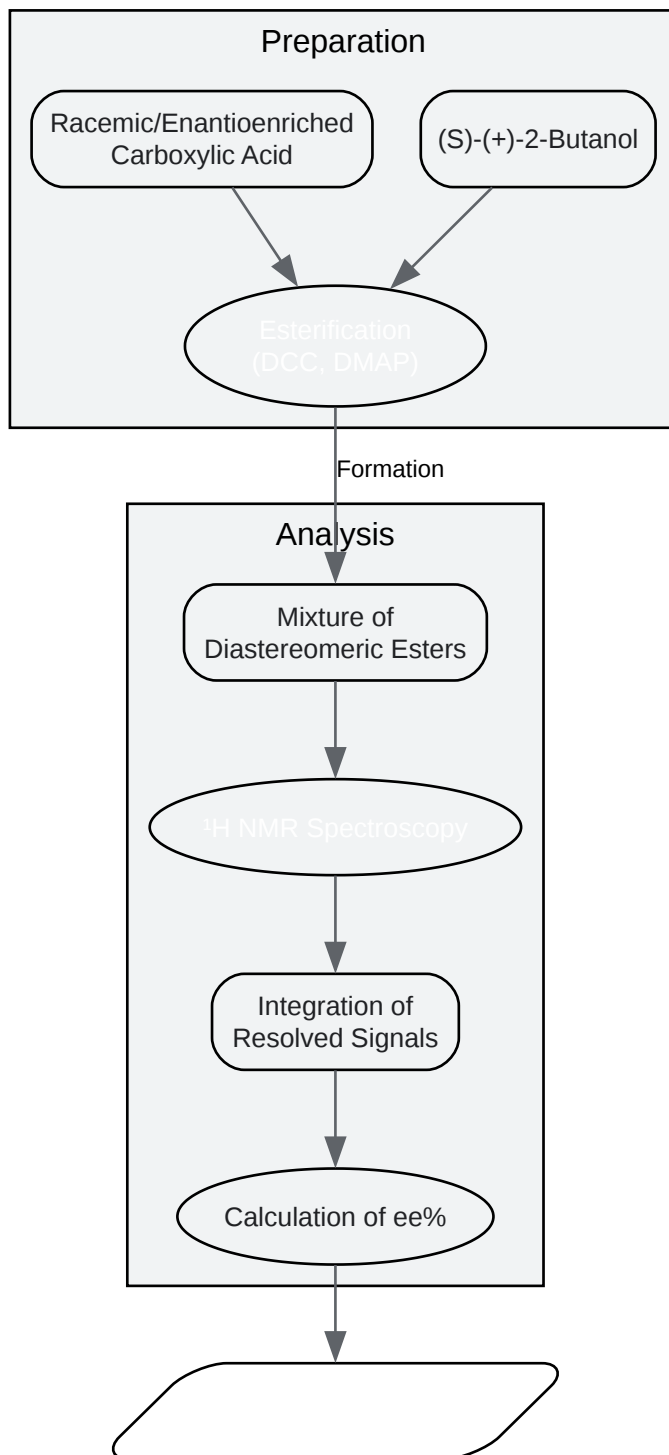 Preparation
Racemic/Enantioenriched
Carboxylic Acid
(S)-(+)-2-Butanol
Esterification
(DCC, DMAP)
Formation
Analysis
Mixture of
Diastereomeric Esters
¹H NMR Spectroscopy
Integration of
Resolved Signals
Calculation of ee%